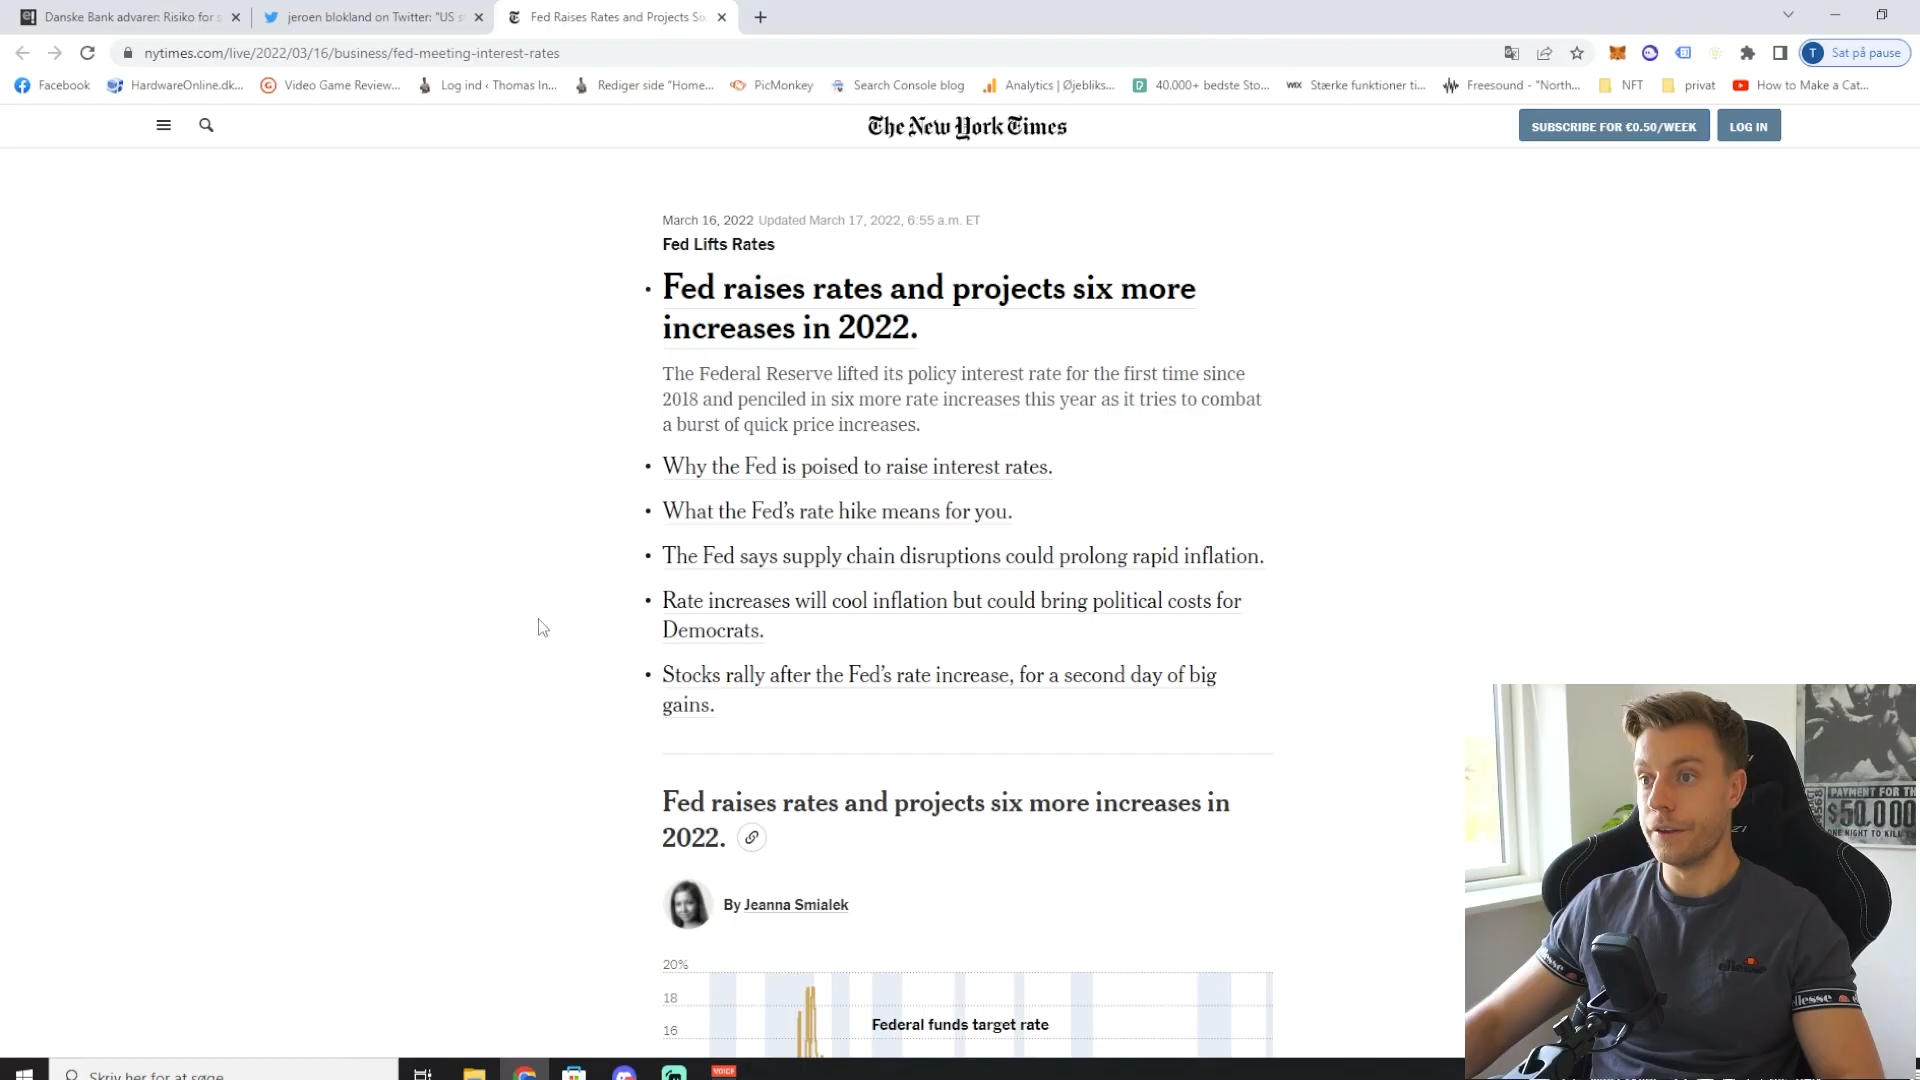 Danske Bank advarer: Risiko for s
jeroen blokland on Twitter: "US s
Fed Raises Rates and Projects So
nytimes.com/live/2022/03/16/business/fed-meeting-interest-rates
T Sat på pause
Facebook
HardwareOnline.dk...
Video Game Review...
Log ind ‹ Thomas In...
Rediger side "Home...
PicMonkey
Search Console blog
Analytics | Øjebliks...
40.000+ bedste Sto...
WIX Stærke funktioner ti...
Freesound - "North...
NFT
privat
How to Make a Cat...
The New York Times
SUBSCRIBE FOR €0.50/WEEK
LOG IN
March 16, 2022 Updated March 17, 2022, 6:55 a.m. ET
Fed Lifts Rates
• Fed raises rates and projects six more
increases in 2022.
The Federal Reserve lifted its policy interest rate for the first time since
2018 and penciled in six more rate increases this year as it tries to combat
a burst of quick price increases.
• Why the Fed is poised to raise interest rates.
• What the Fed's rate hike means for you.
• The Fed says supply chain disruptions could prolong rapid inflation.
• Rate increases will cool inflation but could bring political costs for
Democrats.
• Stocks rally after the Fed's rate increase, for a second day of big
gains.
Fed raises rates and projects six more increases in
2022.
By Jeanna Smialek
20%
18
Federal funds target rate
16
PAYMENT FOR TH
$50,000
ONE NIGHT TO KILL
ellesse
ellesse
Skriv her for at søge
VOICE